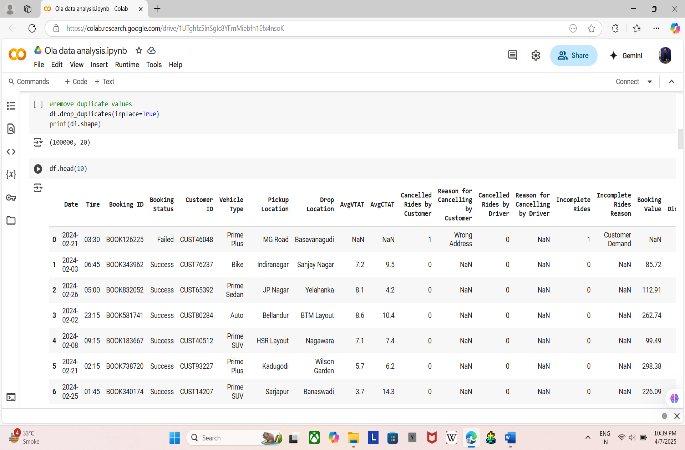 Ola data analysis.ipynb - Colab
https://colab.research.google.com/drive/
Ola data analysis.ipynb
File Edit View Insert Runtime Tools Help
Share
Gemini
Commands + Code + Text
Connect
[ ] #remove duplicate values
df.drop_duplicates(inplace=True)
print(df.shape)
(100000, 20)
df.head(10)
Date Time Booking ID Booking Status Customer ID Vehicle Type Pickup Location Drop Location AvgVTAT AvgCTAT Cancelled Rides by Customer Reason for Cancelling by Customer Cancelled Rides by Driver Reason for Cancelling by Driver Incomplete Rides Incomplete Rides Reason Booking Value
0 2024-02-21 03:30 BOOK126225 Failed CUST46048 Prime Plus MG Road Basavanagudi NaN NaN 1 Wrong Address 0 NaN 1 Customer Demand NaN
1 2024-02-03 06:45 BOOK343962 Success CUST76237 Bike Indiranagar Sanjay Nagar 7.2 9.5 0 NaN 0 NaN 0 NaN 85.72
2 2024-02-26 05:00 BOOK832052 Success CUST65392 Prime Sedan JP Nagar Yelahanka 8.1 4.2 0 NaN 0 NaN 0 NaN 112.91
3 2024-02-02 23:15 BOOK581741 Success CUST80284 Auto Bellandur BTM Layout 8.6 10.4 0 NaN 0 NaN 0 NaN 262.74
4 2024-02-08 09:15 BOOK183667 Success CUST40512 Prime SUV HSR Layout Nagawara 7.1 7.4 0 NaN 0 NaN 0 NaN 99.49
5 2024-02-21 02:15 BOOK738720 Success CUST93227 Prime Plus Kadugodi Wilson Garden 5.7 6.2 0 NaN 0 NaN 0 NaN 298.38
6 2024-02-25 01:45 BOOK340174 Success CUST14207 Prime SUV Sarjapur Banaswadi 3.7 14.3 0 NaN 0 NaN 0 NaN 226.09
Smoke
Search
ENG
IN
10:39 PM
4/7/2025